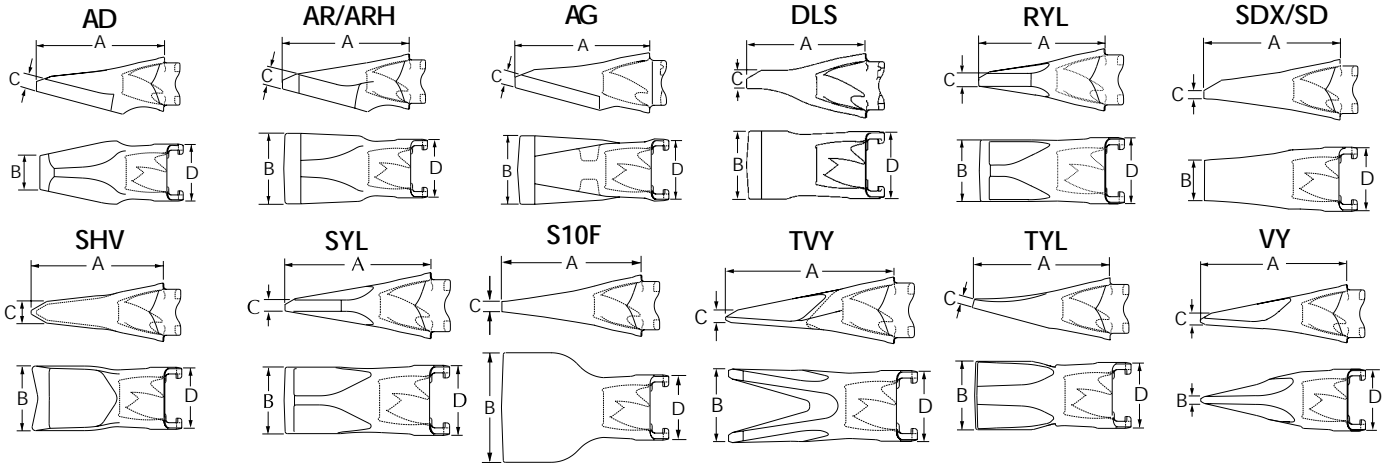 AD AR/ARH AG DLS RYL SDX/SD
A A A A A A
C C C C C C
B D B D B D B D B D B D
SHV SYL S10F TVY TYL VY
A A A A A A
C C C C C C
B D B D B D B D B D B D